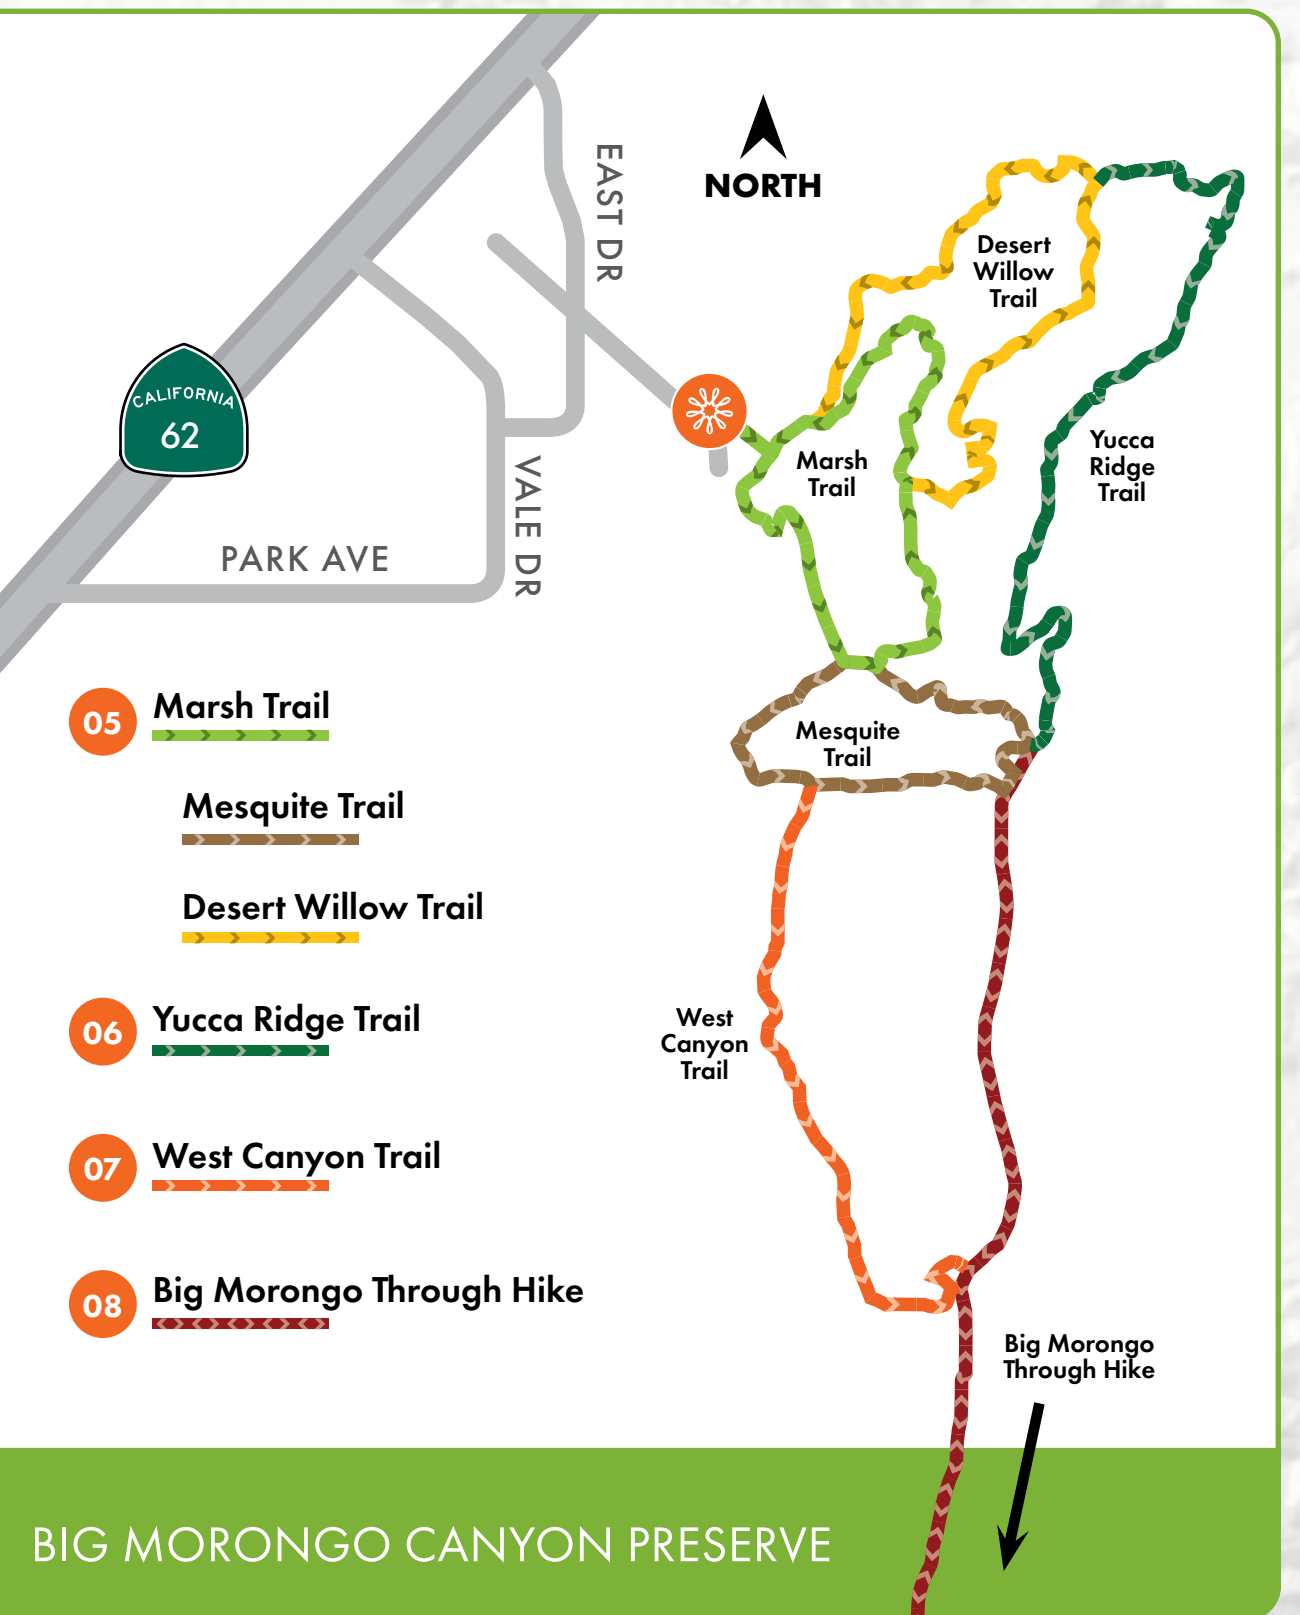 EAST DR
NORTH
Desert
Willow
Trail
CALIFORNIA
62
Marsh
Trail
Yucca
Ridge
Trail
VALE DR
PARK AVE
05 Marsh Trail
Mesquite
Trail
Mesquite Trail
Desert Willow Trail
06 Yucca Ridge Trail
West
Canyon
Trail
07 West Canyon Trail
08 Big Morongo Through Hike
Big Morongo
Through Hike
BIG MORONGO CANYON PRESERVE